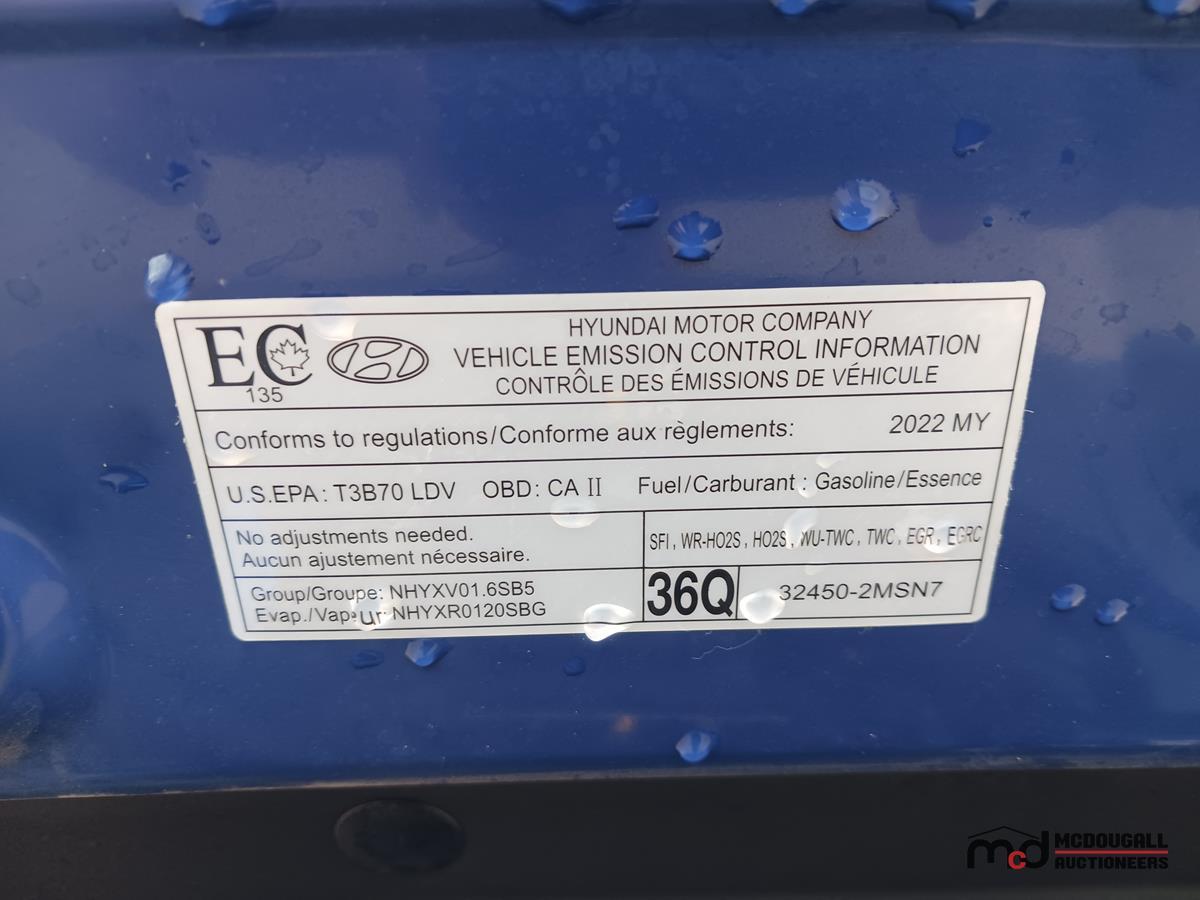 EC
135
HYUNDAI MOTOR COMPANY
VEHICLE EMISSION CONTROL INFORMATION
CONTRÔLE DES ÉMISSIONS DE VÉHICULE
Conforms to regulations/Conforme aux règlements: 2022 MY
U.S.EPA: T3B70 LDV OBD: CA II Fuel/Carburant : Gasoline/Essence
No adjustments needed.
Aucun ajustement nécessaire.
SFI, WR-HO2S, HO2S, WU-TWC, TWC, EGR, EGRC
Group/Groupe: NHYXV01.6SB5
Evap./Vapeur: NHYXR0120SBG
36Q
32450-2MSN7
mcd MCDOUGALL
AUCTIONEERS